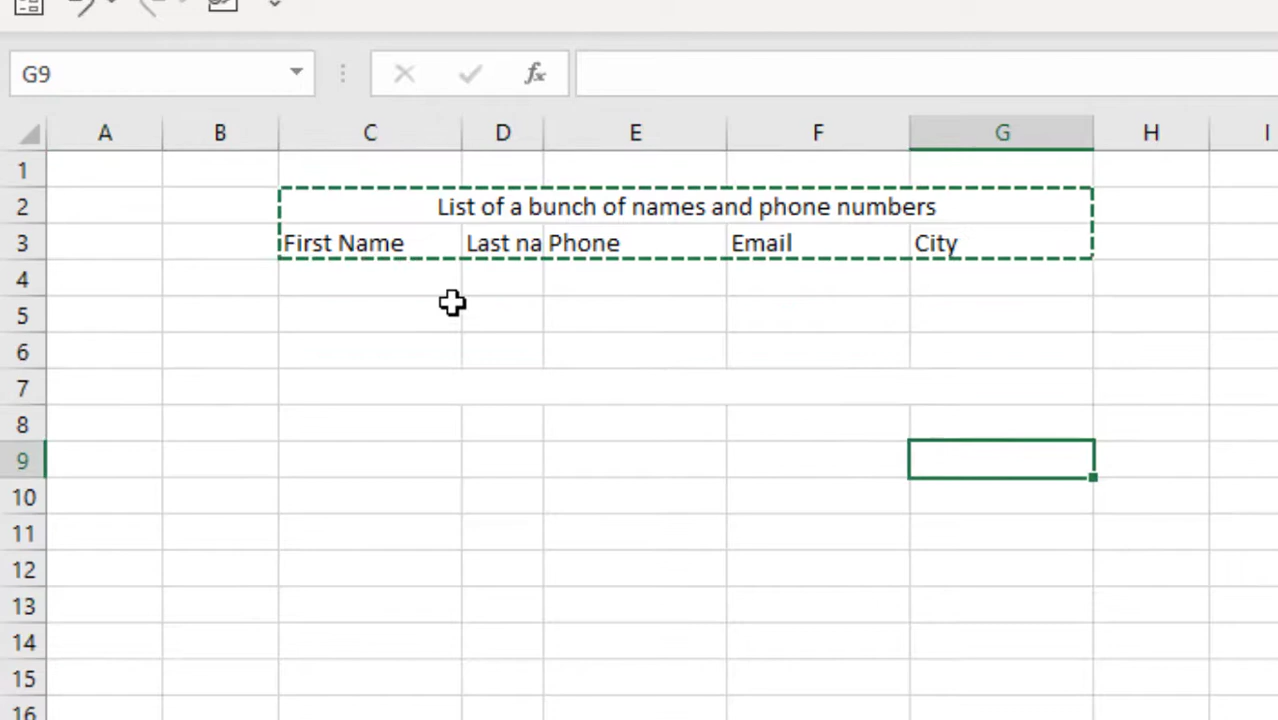 G9
fx
A B C D E F G H I
1
2 List of a bunch of names and phone numbers
3 First Name Last na Phone Email City
4
5
6
7
8
9
10
11
12
13
14
15
16